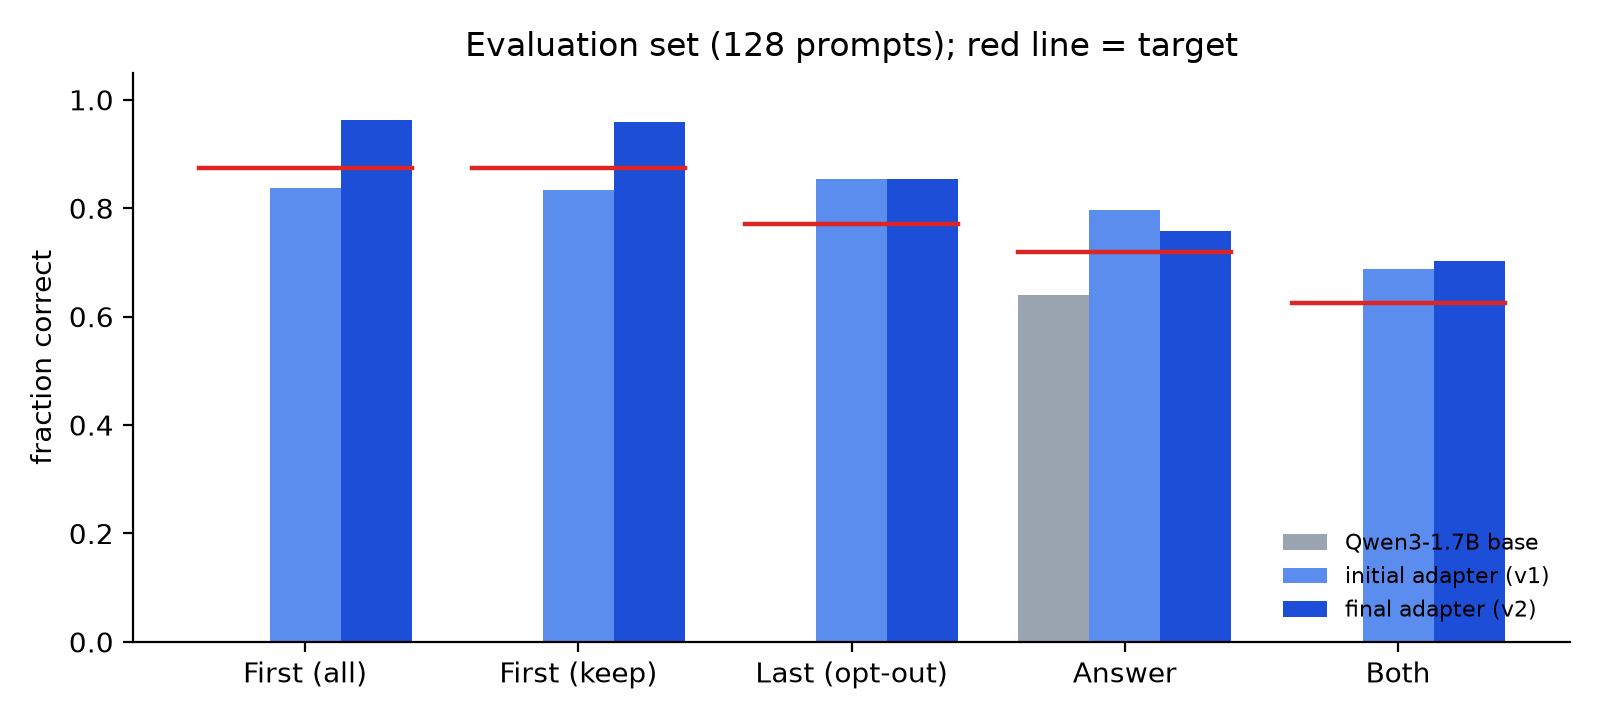 Evaluation set (128 prompts); red line = target
fraction correct
1.0
0.8
0.6
0.4
0.2
0.0
First (all)
First (keep)
Last (opt-out)
Answer
Both
Qwen3-1.7B base
initial adapter (v1)
final adapter (v2)